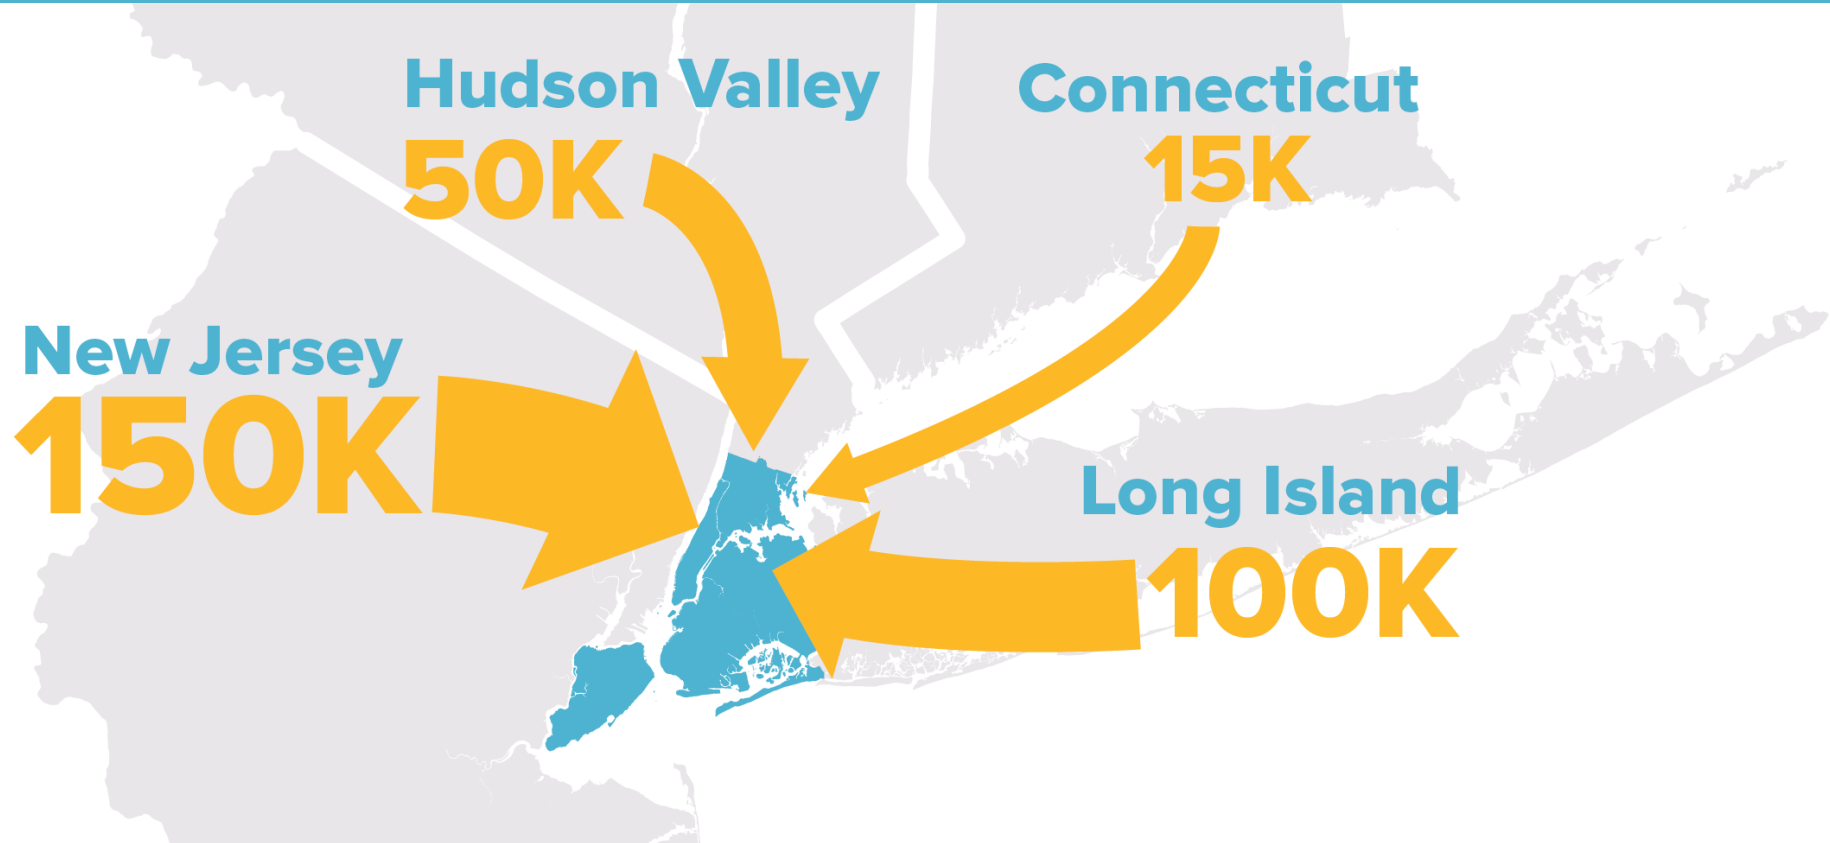 Hudson Valley
50K
Connecticut
15K
New Jersey
150K
Long Island
100K